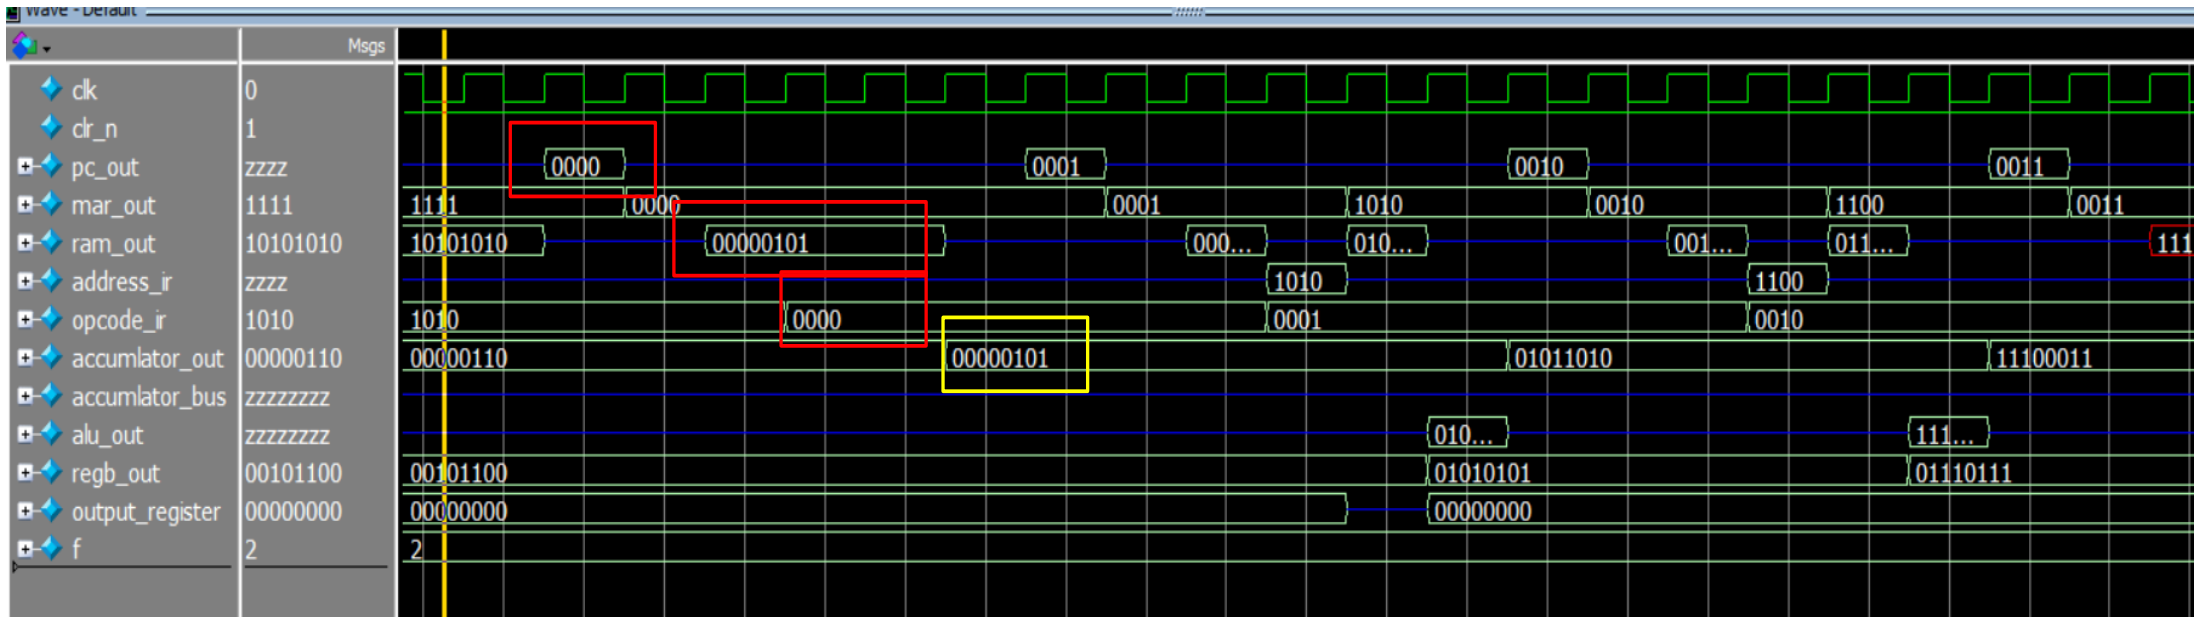 Wave - Default
Msgs
clk 0
clr_n 1
pc_out zzzz 0000 0001 0010 0011
mar_out 1111 1111 0000 0001 1010 0010 1100 0011
ram_out 10101010 10101010 00000101 000... 010... 001... 011... 111
address_ir zzzz 1010 1100
opcode_ir 1010 1010 0000 0001 0010
accumlator_out 00000110 00000110 00000101 01011010 11100011
accumlator_bus zzzzzzzz
alu_out zzzzzzzz 010... 111...
regb_out 00101100 00101100 01010101 01110111
output_register 00000000 00000000 00000000
f 2 2